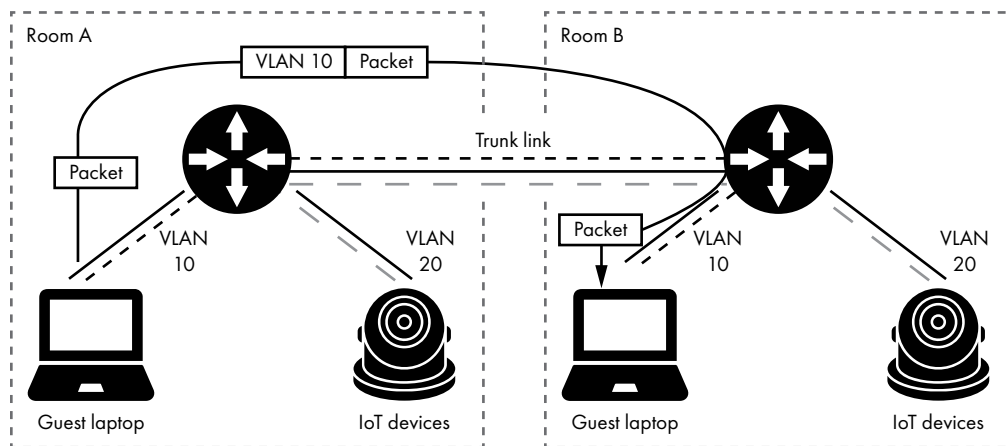 Room A
Room B
VLAN 10 Packet
Trunk link
Packet
Packet
VLAN
10
VLAN
20
VLAN
10
VLAN
20
Guest laptop
IoT devices
Guest laptop
IoT devices